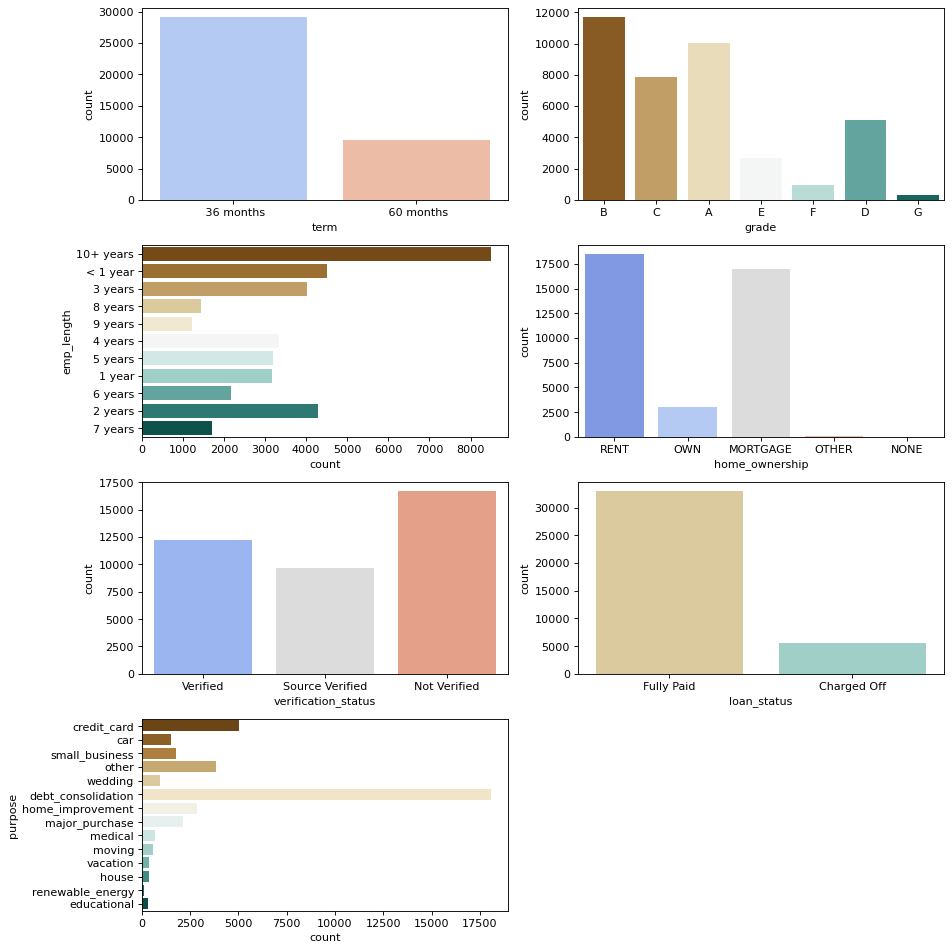 30000
25000
20000
15000
10000
5000
0
count
36 months 60 months
term
12000
10000
8000
6000
4000
2000
0
count
B C A E F D G
grade
10+ years
< 1 year
3 years
8 years
9 years
4 years
5 years
1 year
6 years
2 years
7 years
emp_length
0 1000 2000 3000 4000 5000 6000 7000 8000
count
17500
15000
12500
10000
7500
5000
2500
0
count
RENT OWN MORTGAGE OTHER NONE
home_ownership
17500
15000
12500
10000
7500
5000
2500
0
count
Verified Source Verified Not Verified
verification_status
30000
25000
20000
15000
10000
5000
0
count
Fully Paid Charged Off
loan_status
credit_card
car
small_business
other
wedding
debt_consolidation
home_improvement
major_purchase
medical
moving
vacation
house
renewable_energy
educational
purpose
0 2500 5000 7500 10000 12500 15000 17500
count